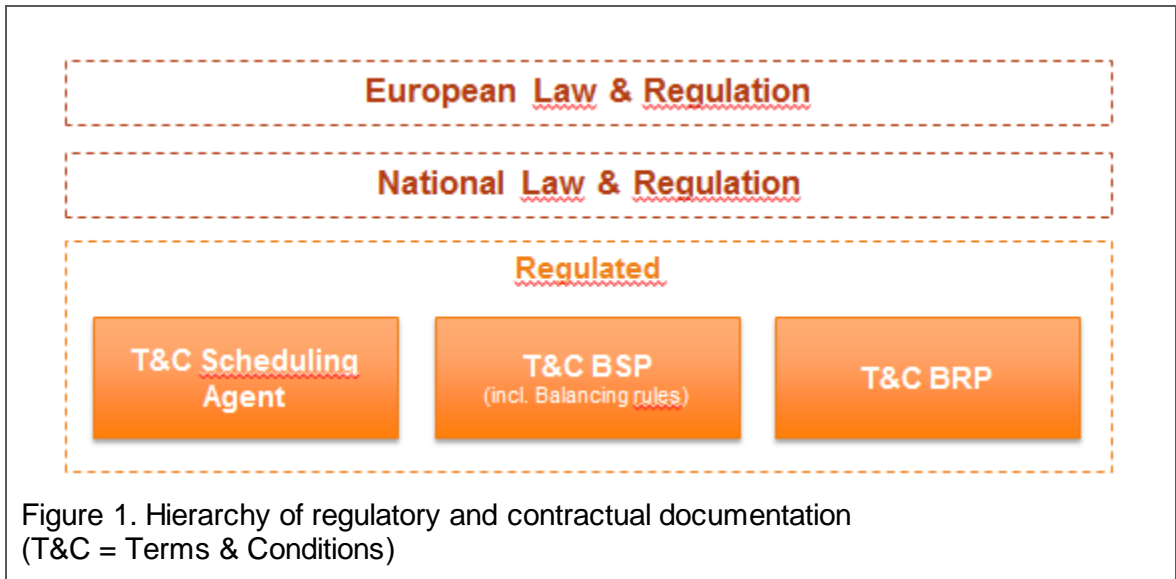 European Law & Regulation
National Law & Regulation
Regulated
T&C Scheduling
Agent
T&C BSP
(incl. Balancing rules)
T&C BRP
Figure 1. Hierarchy of regulatory and contractual documentation
(T&C = Terms & Conditions)